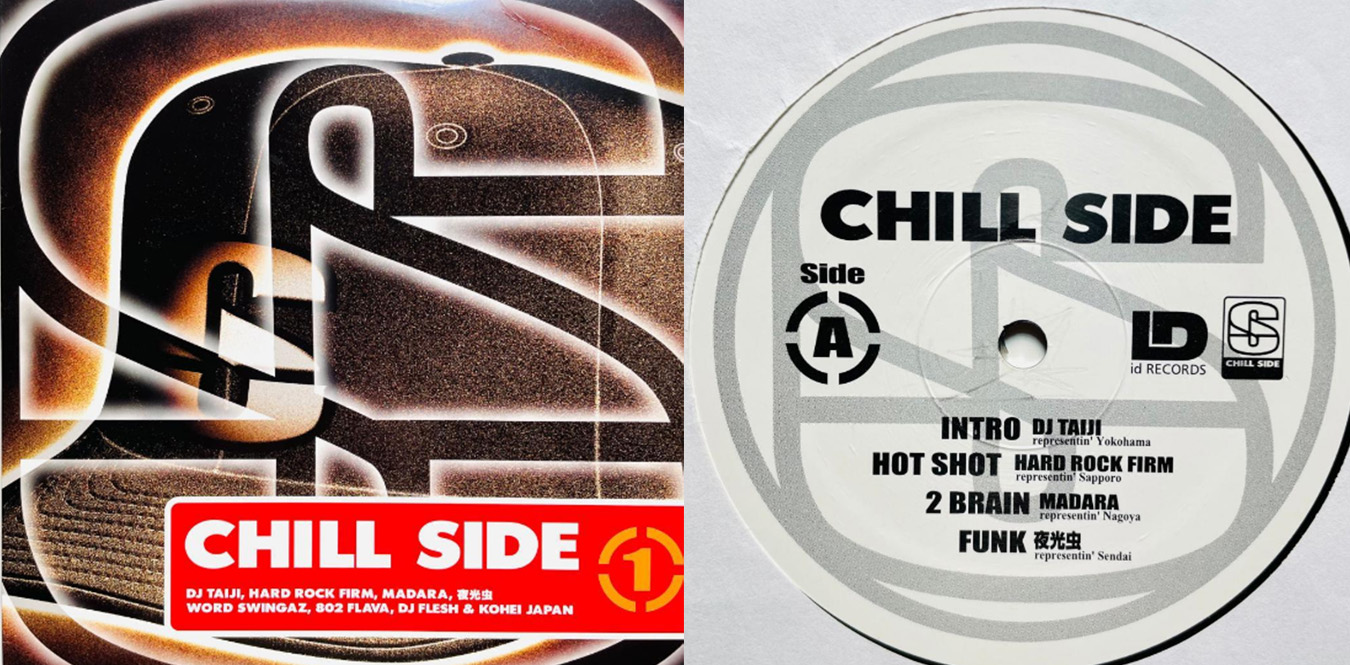 CHILL SIDE
1
DJ TAIJI, HARD ROCK FIRM, MADARA, 夜光虫
WORD SWINGAZ, 802 FLAVA, DJ FLESH & KOHEI JAPAN
CHILL SIDE
Side
A
ID
id RECORDS
S
CHILL SIDE
INTRO DJ TAIJI
representin' Yokohama
HOT SHOT HARD ROCK FIRM
representin' Sapporo
2 BRAIN MADARA
representin' Nagoya
FUNK 夜光虫
representin' Sendai